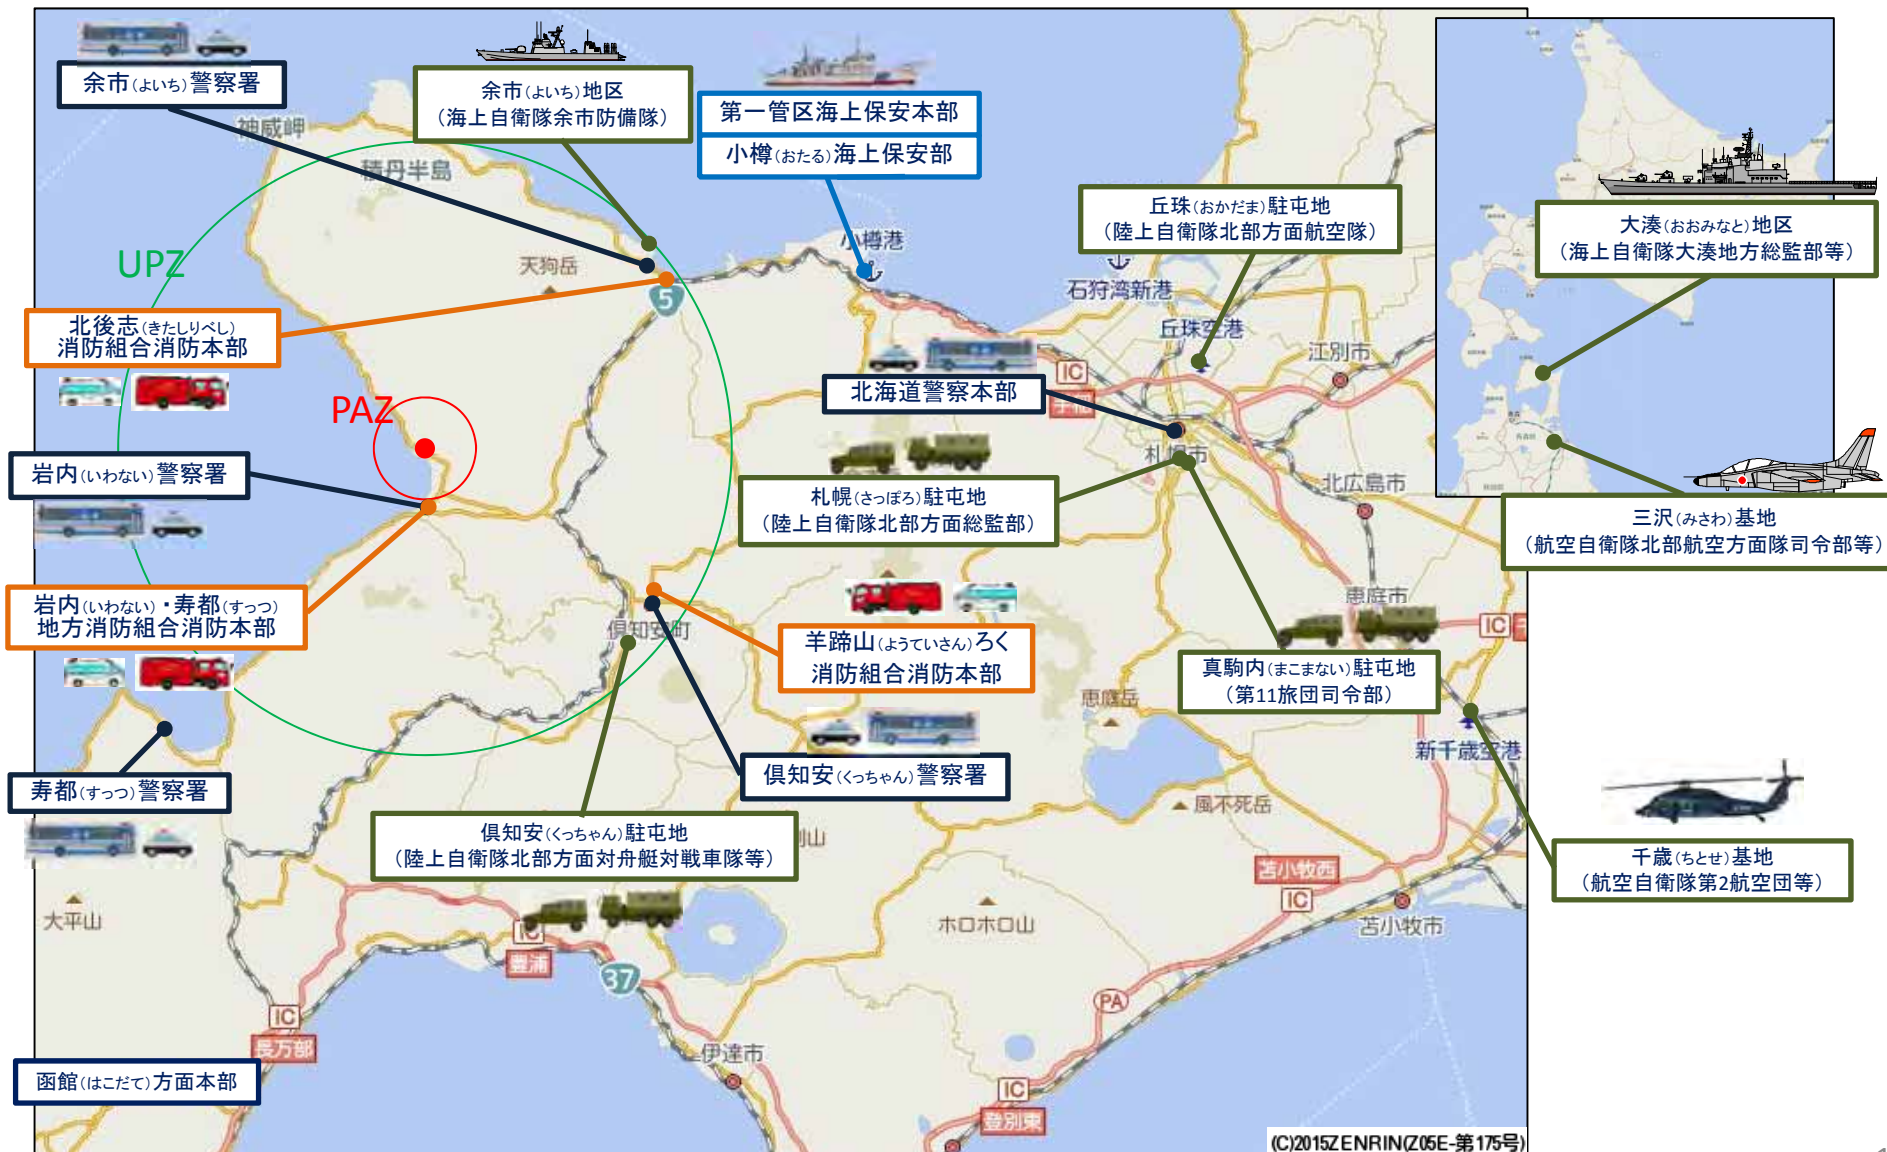 余市(よいち)警察署
余市(よいち)地区
(海上自衛隊余市防備隊)
第一管区海上保安本部
小樽(おたる)海上保安部
神威岬
積丹半島
丘珠(おかだま)駐屯地
(陸上自衛隊北部方面航空隊)
大湊(おおみなと)地区
(海上自衛隊大湊地方総監部等)
小樽港
UPZ
天狗岳
5
石狩湾新港
丘珠空港
江別市
北後志(きたしりべし)
消防組合消防本部
IC
手稲
北海道警察本部
PAZ
札幌市
岩内(いわない)警察署
北広島市
札幌(さっぽろ)駐屯地
(陸上自衛隊北部方面総監部)
三沢(みさわ)基地
(航空自衛隊北部航空方面隊司令部等)
岩内(いわない)・寿都(すっつ)
地方消防組合消防本部
恵庭市
IC
倶知安町
羊蹄山(ようていさん)ろく
消防組合消防本部
真駒内(まこまない)駐屯地
(第11旅団司令部)
恵庭岳
新千歳空港
寿都(すっつ)警察署
倶知安(くっちゃん)警察署
風不死岳
倶知安(くっちゃん)駐屯地
(陸上自衛隊北部方面対舟艇対戦車隊等)
別山
千歳(ちとせ)基地
(航空自衛隊第2航空団等)
苫小牧西
IC
大平山
ホロホロ山
苫小牧市
IC
豊浦
37
PA
IC
長万部
伊達市
函館(はこだて)方面本部
IC
登別東
(C)2015ZENRIN(Z05E-第175号)